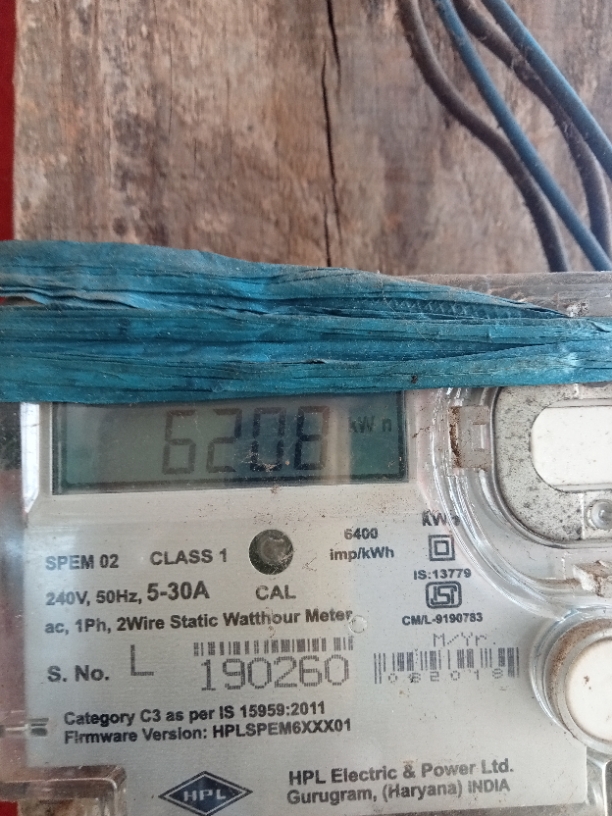 6208 kWh
KWh
6400
imp/kWh
SPEM 02 CLASS 1
240V, 50Hz, 5-30A CAL
IS:13779
ISI
CM/L-9190783
ac, 1Ph, 2Wire Static Watthour Meter
M/Yr.
S. No. L 190260
082018
Category C3 as per IS 15959:2011
Firmware Version: HPLSPEM6XXX01
HPL
HPL Electric & Power Ltd.
Gurugram, (Haryana) INDIA